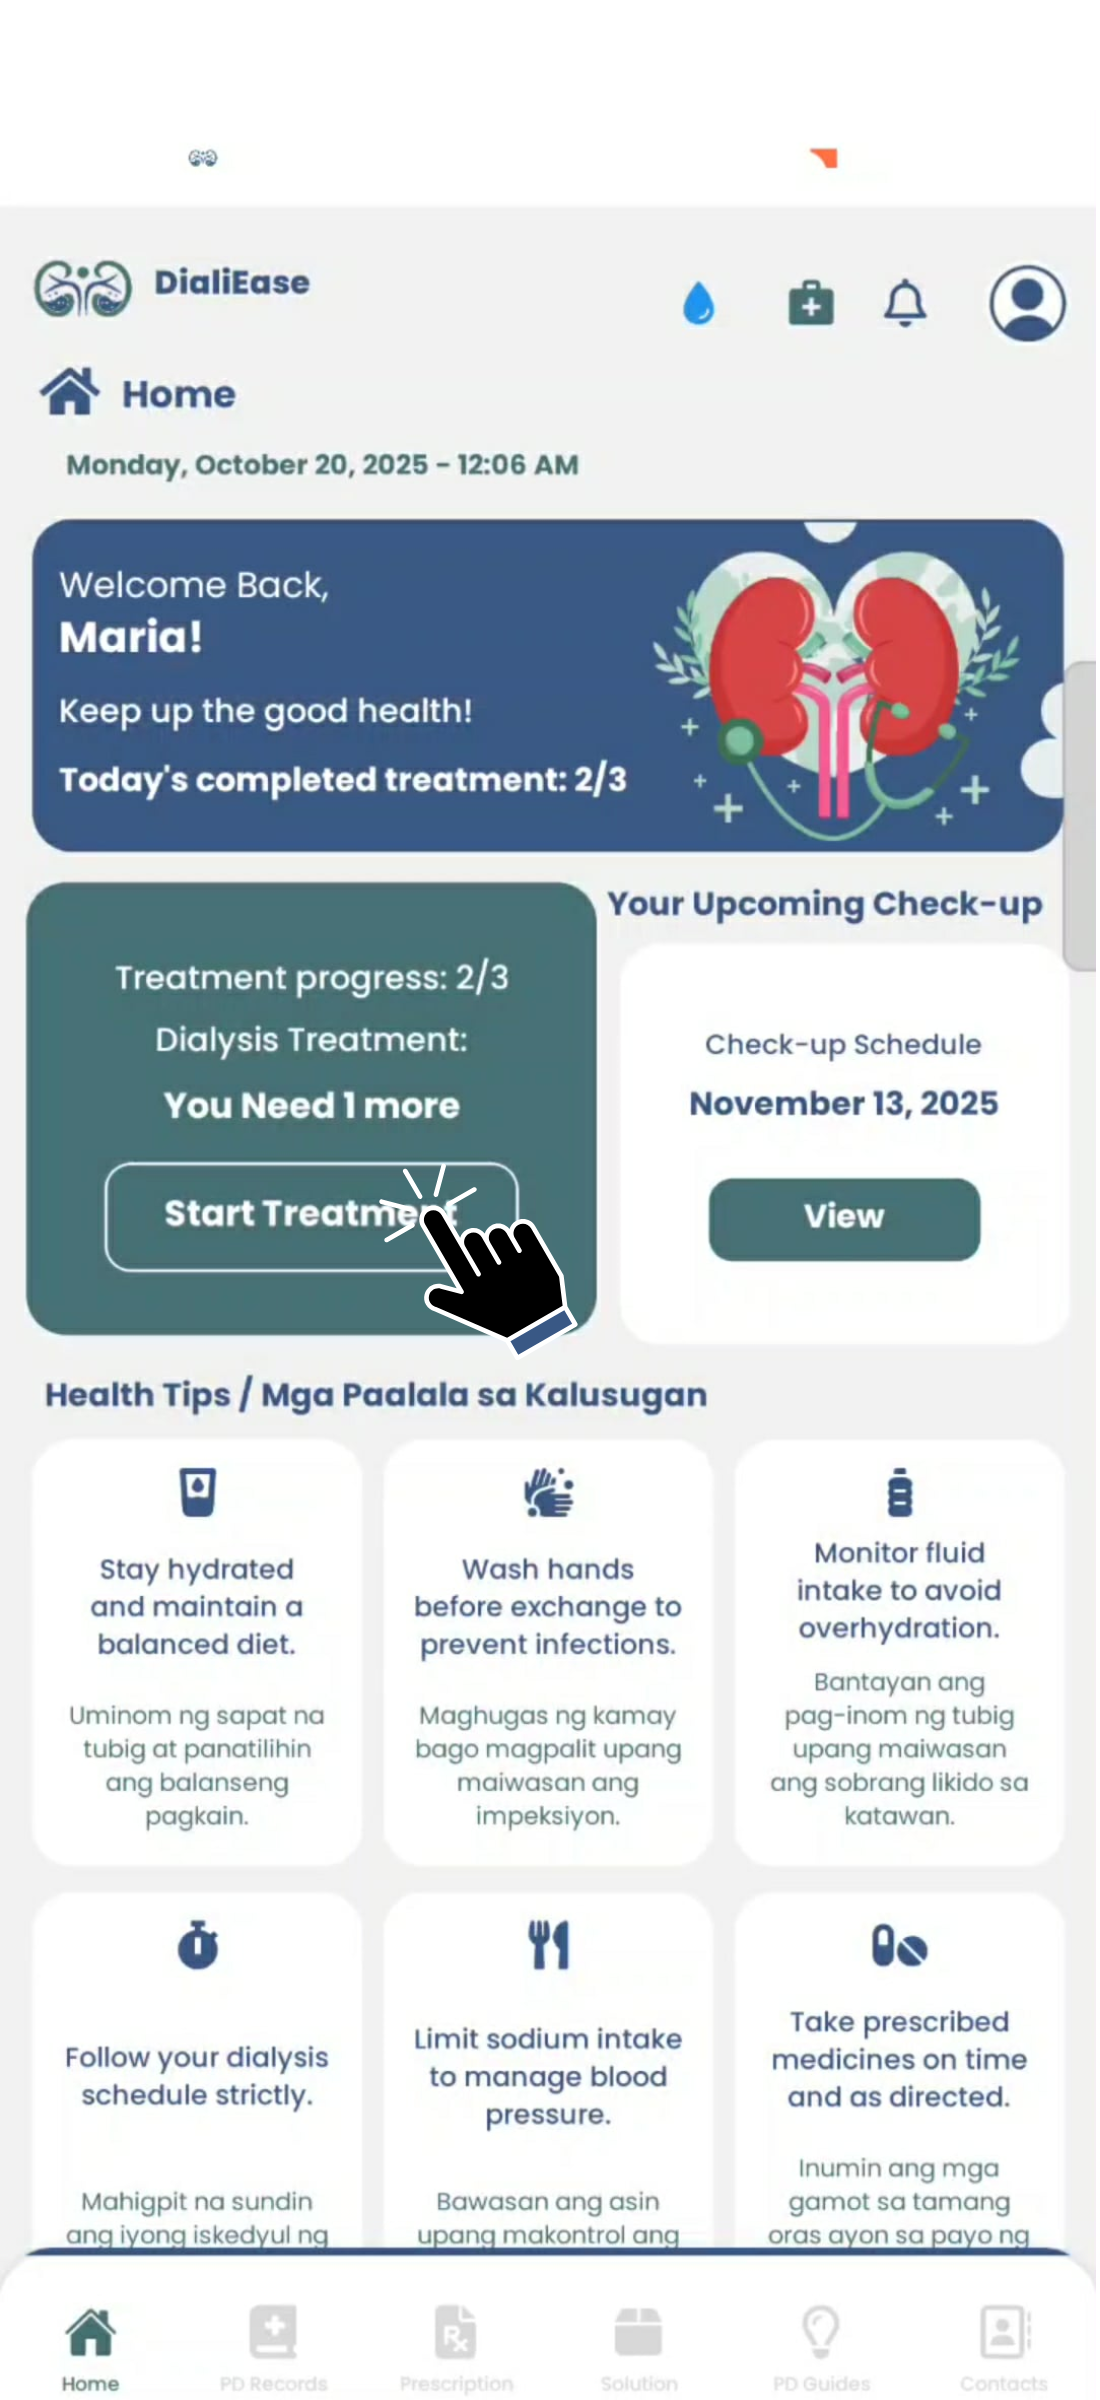 DialiEase
Home
Monday, October 20, 2025 - 12:06 AM
Welcome Back,
Maria!
Keep up the good health!
Today's completed treatment: 2/3
Treatment progress: 2/3
Dialysis Treatment:
You Need 1 more
Start Treatment
Your Upcoming Check-up
Check-up Schedule
November 13, 2025
View
Health Tips / Mga Paalala sa Kalusugan
Stay hydrated
and maintain a
balanced diet.
Uminom ng sapat na
tubig at panatilihin
ang balanseng
pagkain.
Wash hands
before exchange to
prevent infections.
Maghugas ng kamay
bago magpalit upang
maiwasan ang
impeksiyon.
Monitor fluid
intake to avoid
overhydration.
Bantayan ang
pag-inom ng tubig
upang maiwasan
ang sobrang likido sa
katawan.
Follow your dialysis
schedule strictly.
Mahigpit na sundin
ang iyong iskedyul ng
Limit sodium intake
to manage blood
pressure.
Bawasan ang asin
upang makontrol ang
Take prescribed
medicines on time
and as directed.
Inumin ang mga
gamot sa tamang
oras ayon sa payo ng
Home
PD Records
Prescription
Solution
PD Guides
Contacts